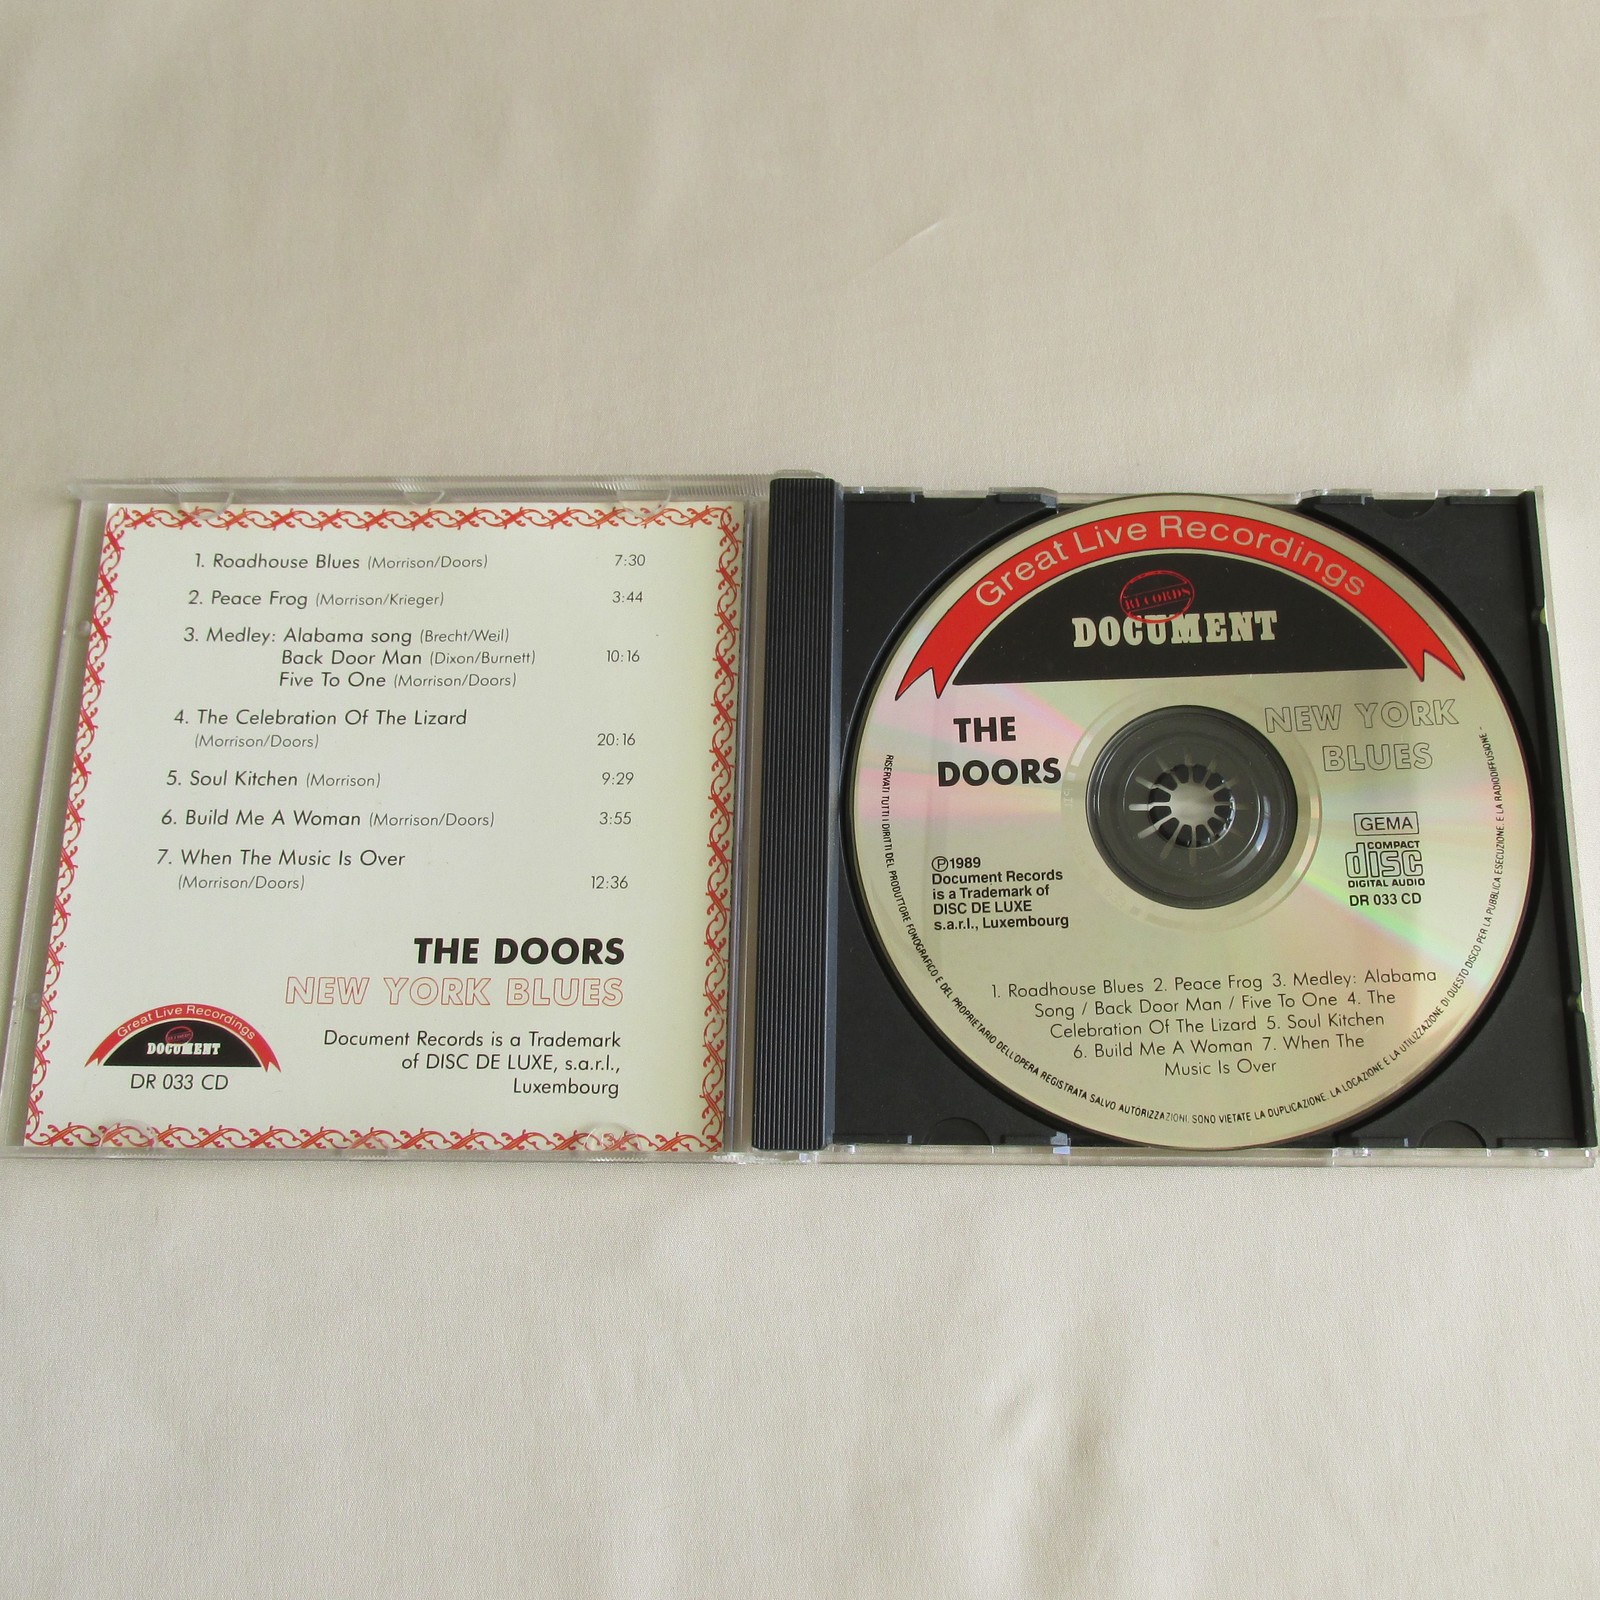 1. Roadhouse Blues (Morrison/Doors) 7:30
2. Peace Frog (Morrison/Krieger) 3:44
3. Medley: Alabama song (Brecht/Weil)
Back Door Man (Dixon/Burnett) 10:16
Five To One (Morrison/Doors)
4. The Celebration Of The Lizard
(Morrison/Doors) 20:16
5. Soul Kitchen (Morrison) 9:29
6. Build Me A Woman (Morrison/Doors) 3:55
7. When The Music Is Over
(Morrison/Doors) 12:36
THE DOORS
NEW YORK BLUES
Great Live Recordings
RECORDS
DOCUMENT
DR 033 CD
Document Records is a Trademark
of DISC DE LUXE, s.a.r.l.,
Luxembourg
Great Live Recordings
RECORDS
DOCUMENT
THE
DOORS
NEW YORK
BLUES
GEMA
COMPACT
disc
DIGITAL AUDIO
DR 033 CD
Ⓟ1989
Document Records
is a Trademark of
DISC DE LUXE
s.a.r.l., Luxembourg
1. Roadhouse Blues 2. Peace Frog 3. Medley: Alabama
Song / Back Door Man / Five To One 4. The
Celebration Of The Lizard 5. Soul Kitchen
6. Build Me A Woman 7. When The
Music Is Over
RISERVATI TUTTI I DIRITTI DEL PRODUTTORE FONOGRAFICO E DEL PROPRIETARIO DELL'OPERA REGISTRATA SALVO AUTORIZZAZIONI. SONO VIETATE LA DUPLICAZIONE. LA LOCAZIONE E LA UTILIZZAZIONE DI QUESTO DISCO PER LA PUBBLICA ESECUZIONE. E LA RADIODIFFUSIONE -